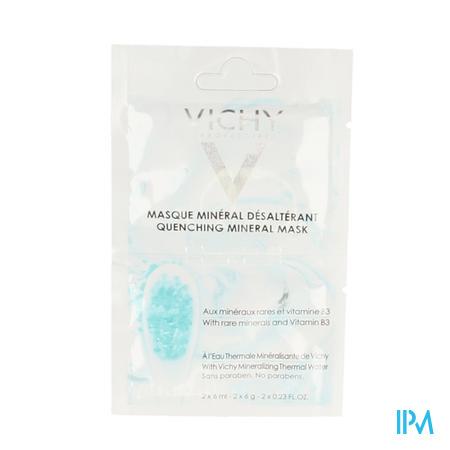 VICHY
LABORATOIRES
MASQUE MINÉRAL DÉSALTÉRANT
QUENCHING MINERAL MASK
Aux minéraux rares et vitamine B3
With rare minerals and Vitamin B3
À l'Eau Thermale Minéralisante de Vichy
With Vichy Mineralizing Thermal Water
Sans paraben. No parabens.
2 x 6 ml - 2 x 6 g - 2 x 0.23 FL.OZ.
IPM